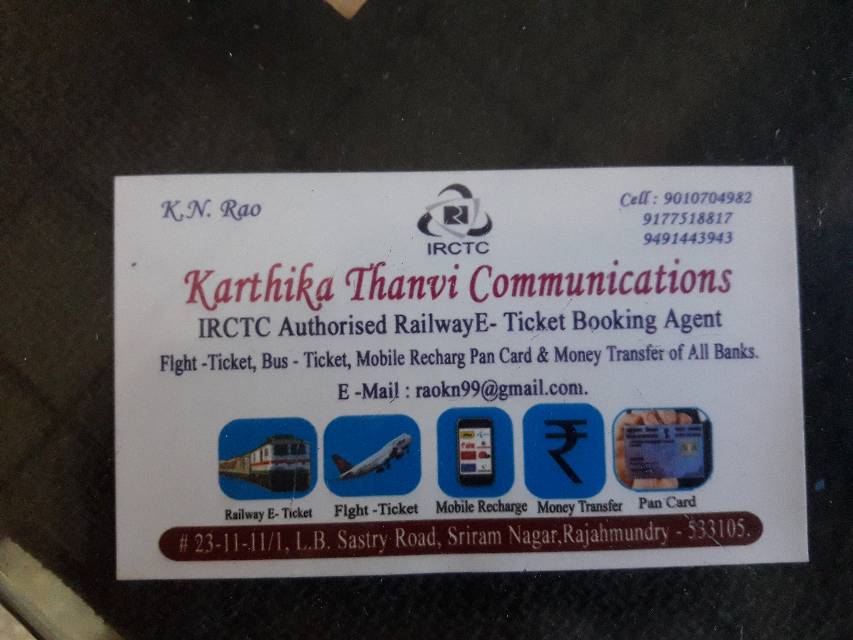 K.N. Rao
IRCTC
Cell : 9010704982
9177518817
9491443943
Karthika Thanvi Communications
IRCTC Authorised RailwayE- Ticket Booking Agent
Flght -Ticket, Bus - Ticket, Mobile Recharg Pan Card & Money Transfer of All Banks.
E -Mail : raokn99@gmail.com.
Railway E- Ticket
Flght -Ticket
Mobile Recharge
Money Transfer
Pan Card
# 23-11-11/1, L.B. Sastry Road, Sriram Nagar,Rajahmundry - 533105.